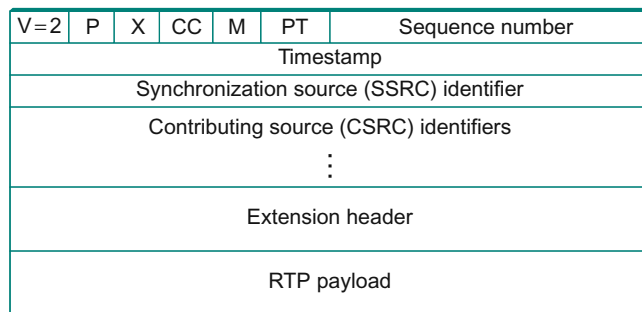 V=2 P X CC M PT Sequence number
Timestamp
Synchronization source (SSRC) identifier
Contributing source (CSRC) identifiers
⋮
Extension header
RTP payload